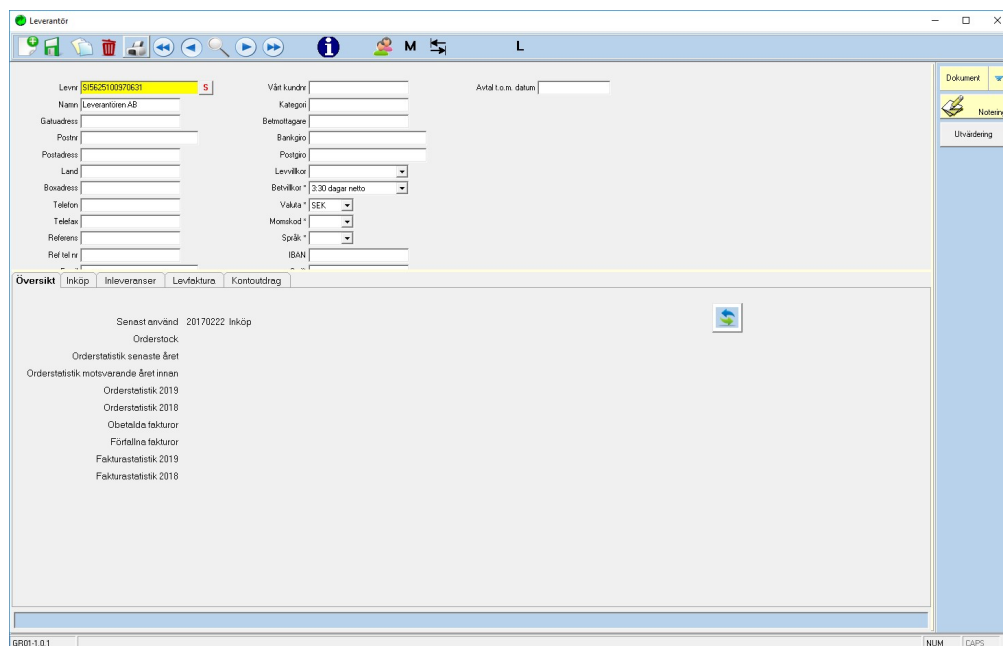 Leverantör
M L
Levnr SI5625100970631 S
Namn Leverantören AB
Gatuadress
Postnr
Postadress
Land
Boxadress
Telefon
Telefax
Referens
Ref tel nr
Vårt kundnr
Kategori
Betmottagare
Bankgiro
Postgiro
Levvillkor
Betvillkor * 3:30 dagar netto
Valuta * SEK
Momskod *
Språk *
IBAN
Avtal t.o.m. datum
Dokument
Notering
Utvärdering
Översikt Inköp Inleveranser Levfaktura Kontoutdrag
Senast använd 20170222 Inköp
Orderstock
Orderstatistik senaste året
Orderstatistik motsvarande året innan
Orderstatistik 2019
Orderstatistik 2018
Obetalda fakturor
Förfallna fakturor
Fakturastatistik 2019
Fakturastatistik 2018
GR01-1.0.1 NUM CAPS